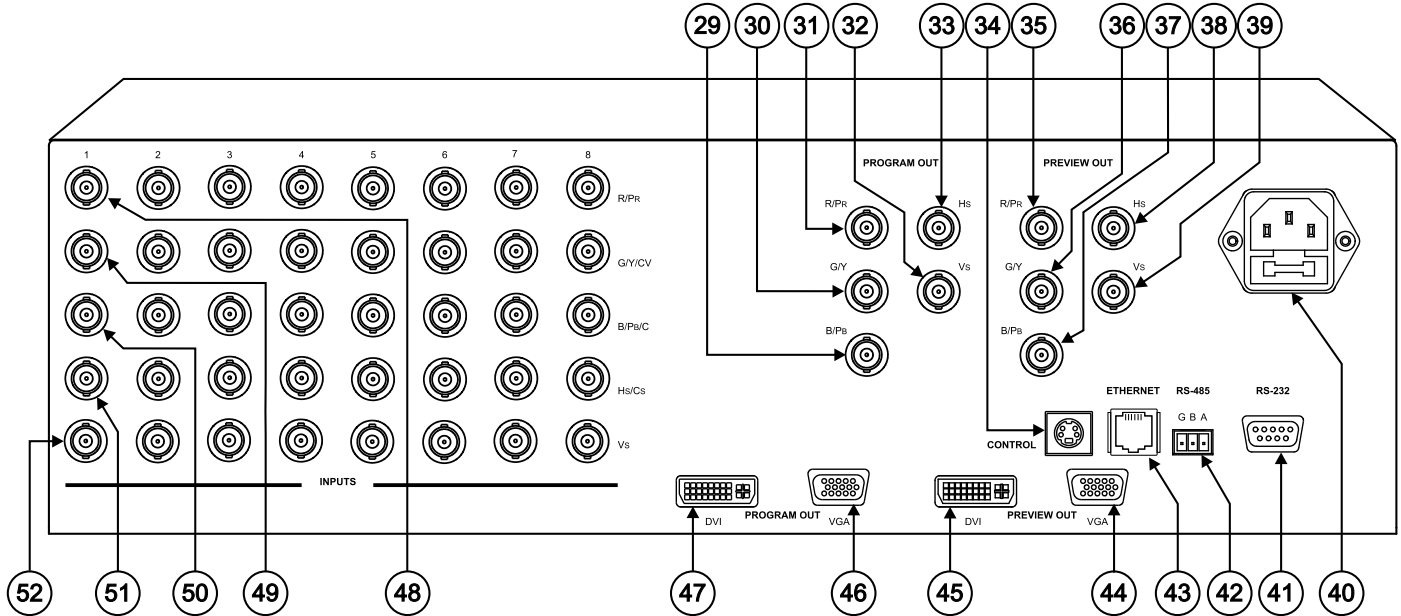 29 30 31 32 33 34 35 36 37 38 39
1 2 3 4 5 6 7 8
PROGRAM OUT
PREVIEW OUT
R/PR
R/PR
Hs
R/PR
Hs
G/Y/CV
G/Y
Vs
G/Y
Vs
B/PB/C
B/PB
B/PB
Hs/Cs
ETHERNET
RS-485
RS-232
G B A
Vs
CONTROL
INPUTS
DVI
PROGRAM OUT
VGA
DVI
PREVIEW OUT
VGA
52 51 50 49 48 47 46 45 44 43 42 41 40